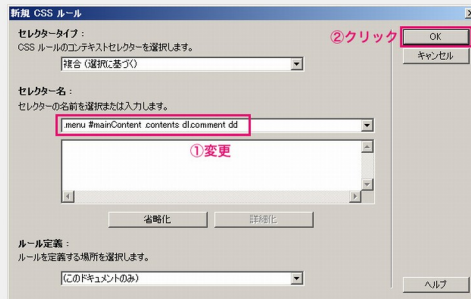 新規 CSS ルール
セレクタータイプ：
CSS ルールのコンテキストセレクターを選択します。
複合 (選択に基づく)
②クリック
OK
キャンセル
セレクター名：
セレクターの名前を選択または入力します。
.menu #mainContent .contents dl.comment dd
①変更
省略化
詳細化
ルール定義：
ルールを定義する場所を選択します。
(このドキュメントのみ)
ヘルプ